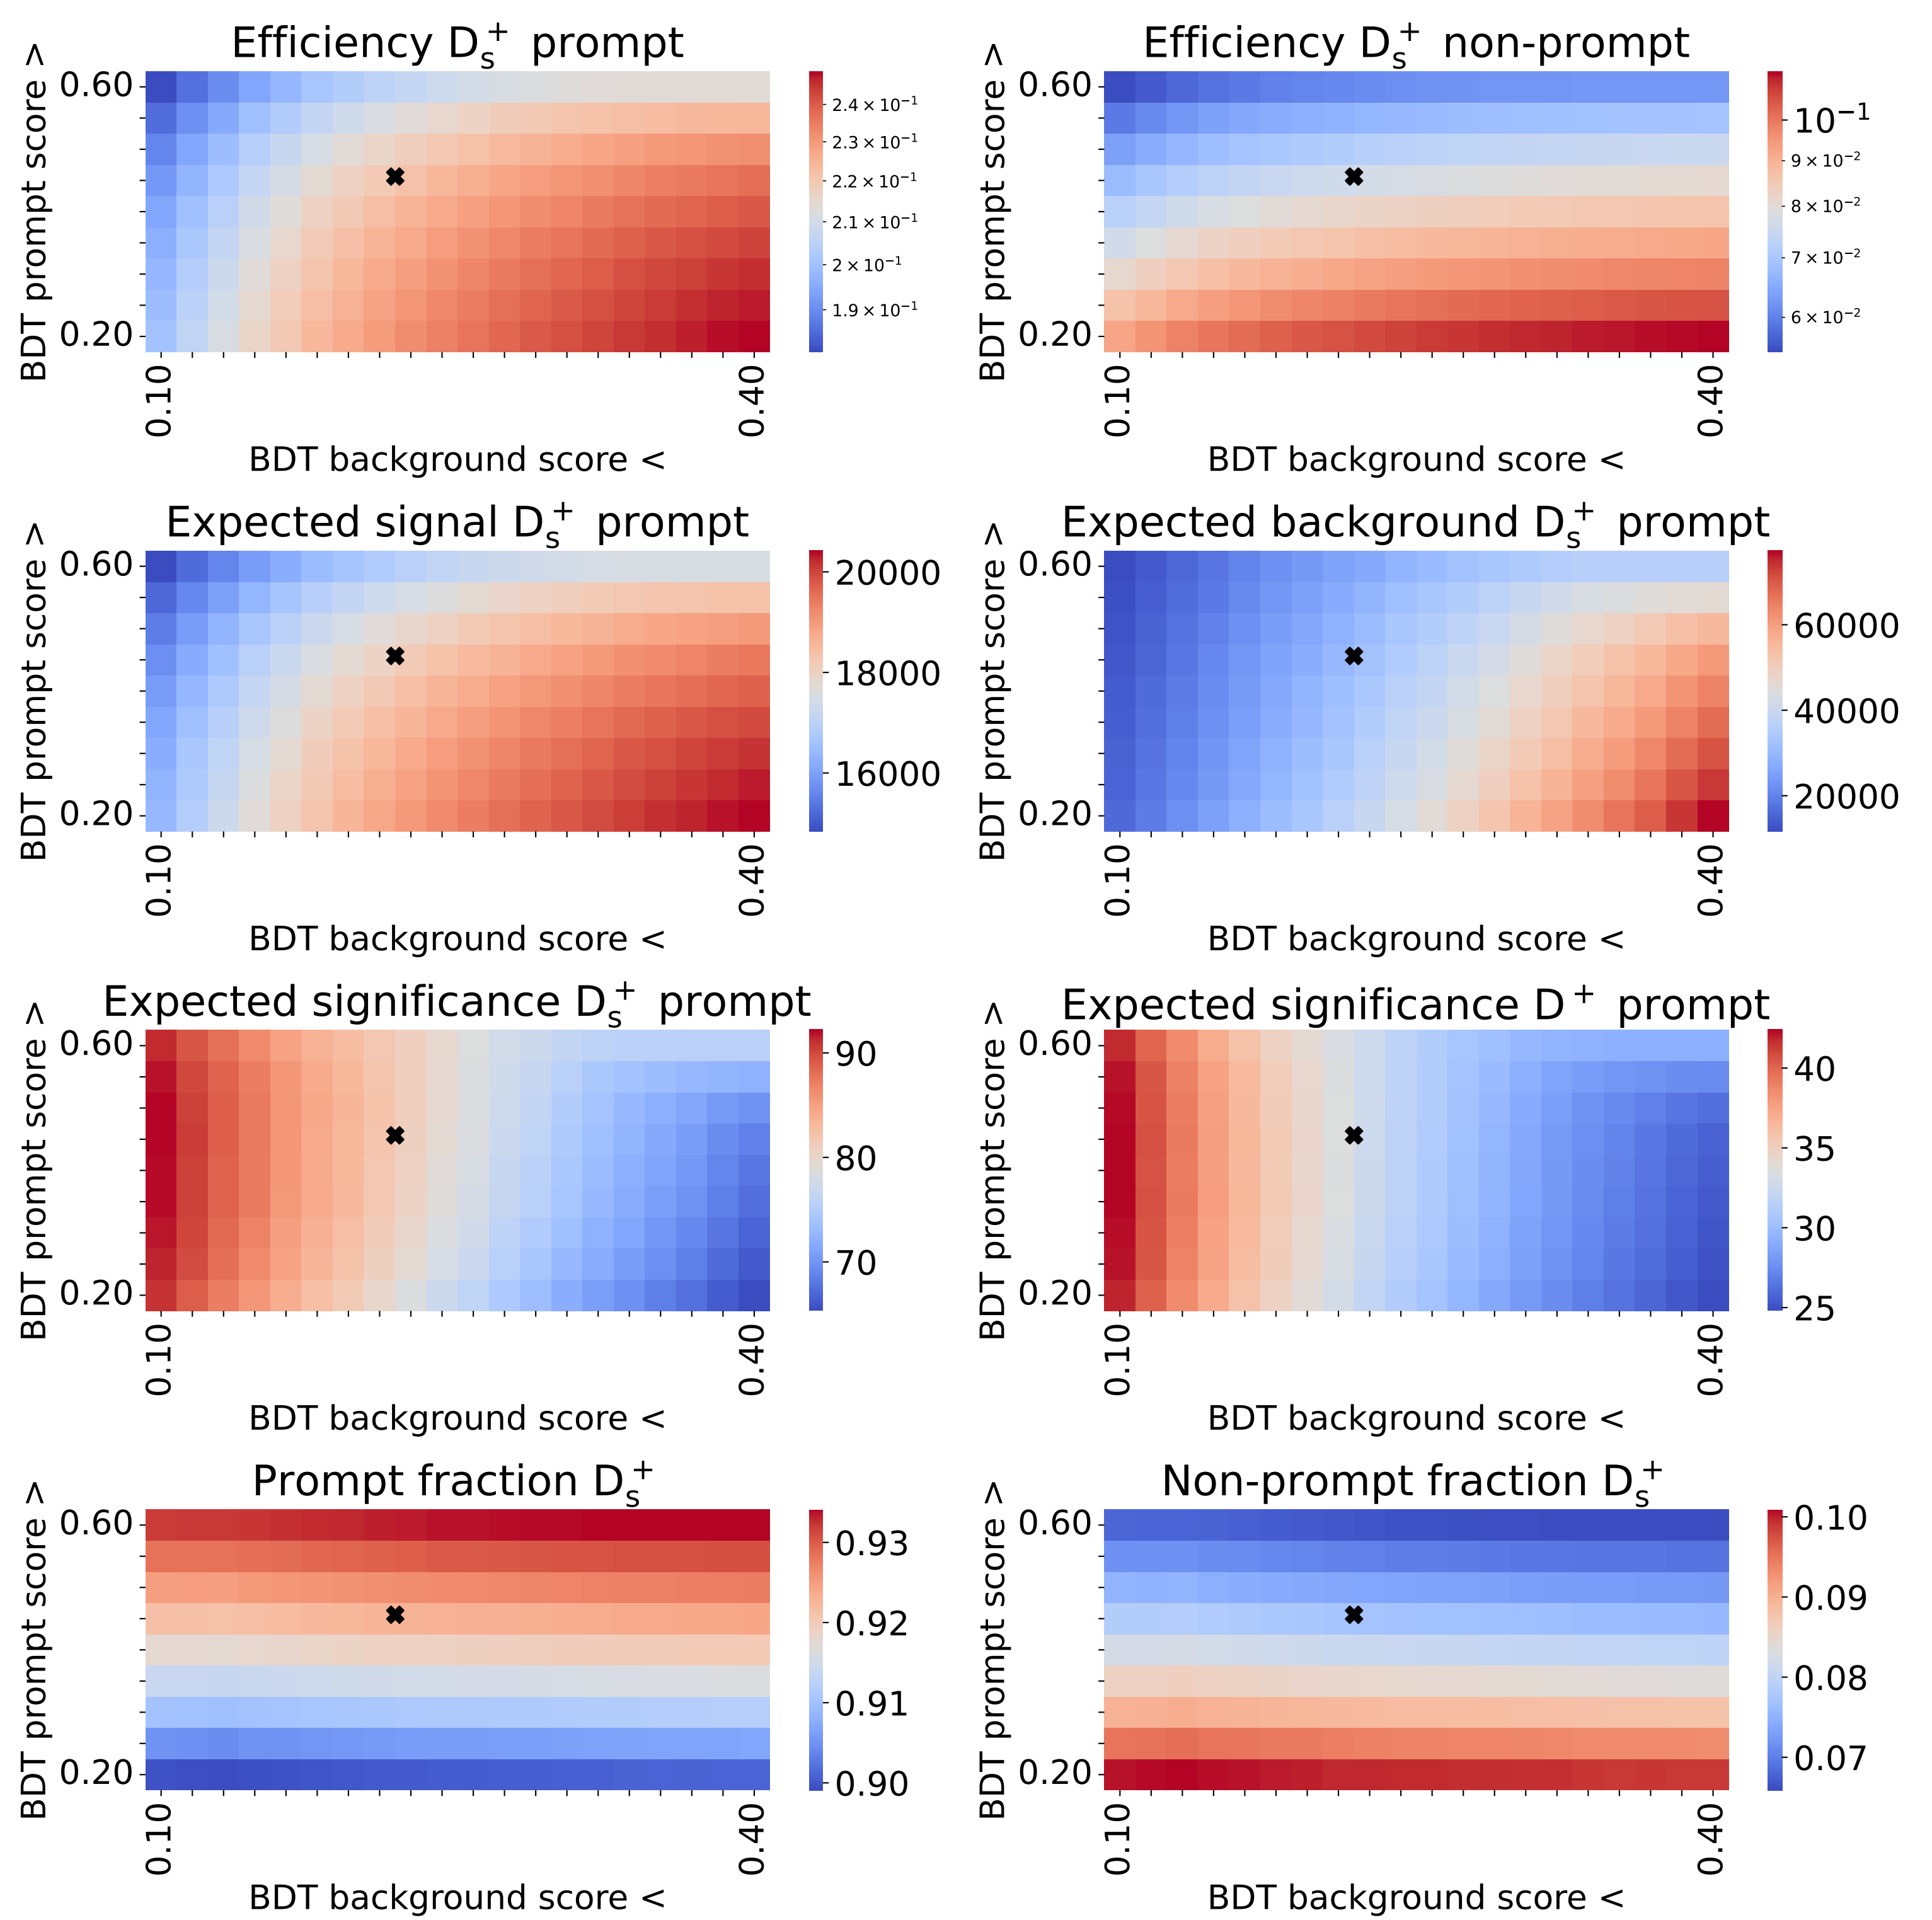 Efficiency D_s^+ prompt
BDT prompt score >
0.60
0.20
0.10
0.40
BDT background score <
2.4 × 10^−1
2.3 × 10^−1
2.2 × 10^−1
2.1 × 10^−1
2 × 10^−1
1.9 × 10^−1
Efficiency D_s^+ non-prompt
BDT prompt score >
0.60
0.20
0.10
0.40
BDT background score <
10^−1
9 × 10^−2
8 × 10^−2
7 × 10^−2
6 × 10^−2
Expected signal D_s^+ prompt
BDT prompt score >
0.60
0.20
0.10
0.40
BDT background score <
20000
18000
16000
Expected background D_s^+ prompt
BDT prompt score >
0.60
0.20
0.10
0.40
BDT background score <
60000
40000
20000
Expected significance D_s^+ prompt
BDT prompt score >
0.60
0.20
0.10
0.40
BDT background score <
90
80
70
Expected significance D^+ prompt
BDT prompt score >
0.60
0.20
0.10
0.40
BDT background score <
40
35
30
25
Prompt fraction D_s^+
BDT prompt score >
0.60
0.20
0.10
0.40
BDT background score <
0.93
0.92
0.91
0.90
Non-prompt fraction D_s^+
BDT prompt score >
0.60
0.20
0.10
0.40
BDT background score <
0.10
0.09
0.08
0.07